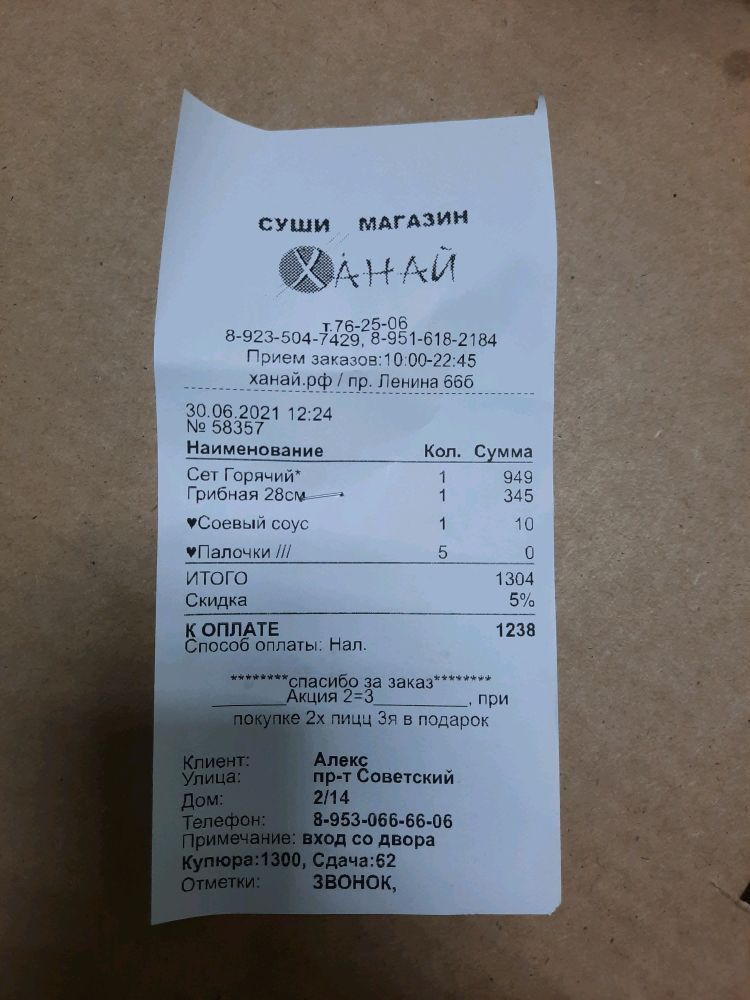 СУШИ МАГАЗИН
ХАНАЙ
т.76-25-06
8-923-504-7429, 8-951-618-2184
Прием заказов:10:00-22:45
ханай.рф / пр. Ленина 66б
30.06.2021 12:24
№ 58357
Наименование Кол. Сумма
Сет Горячий* 1 949
Грибная 28см 1 345
♥Соевый соус 1 10
♥Палочки /// 5 0
ИТОГО 1304
Скидка 5%
К ОПЛАТЕ 1238
Способ оплаты: Нал.
********спасибо за заказ********
______Акция 2=3__________, при
покупке 2х пицц 3я в подарок
Клиент: Алекс
Улица: пр-т Советский
Дом: 2/14
Телефон: 8-953-066-66-06
Примечание: вход со двора
Купюра:1300, Сдача:62
Отметки: ЗВОНОК,